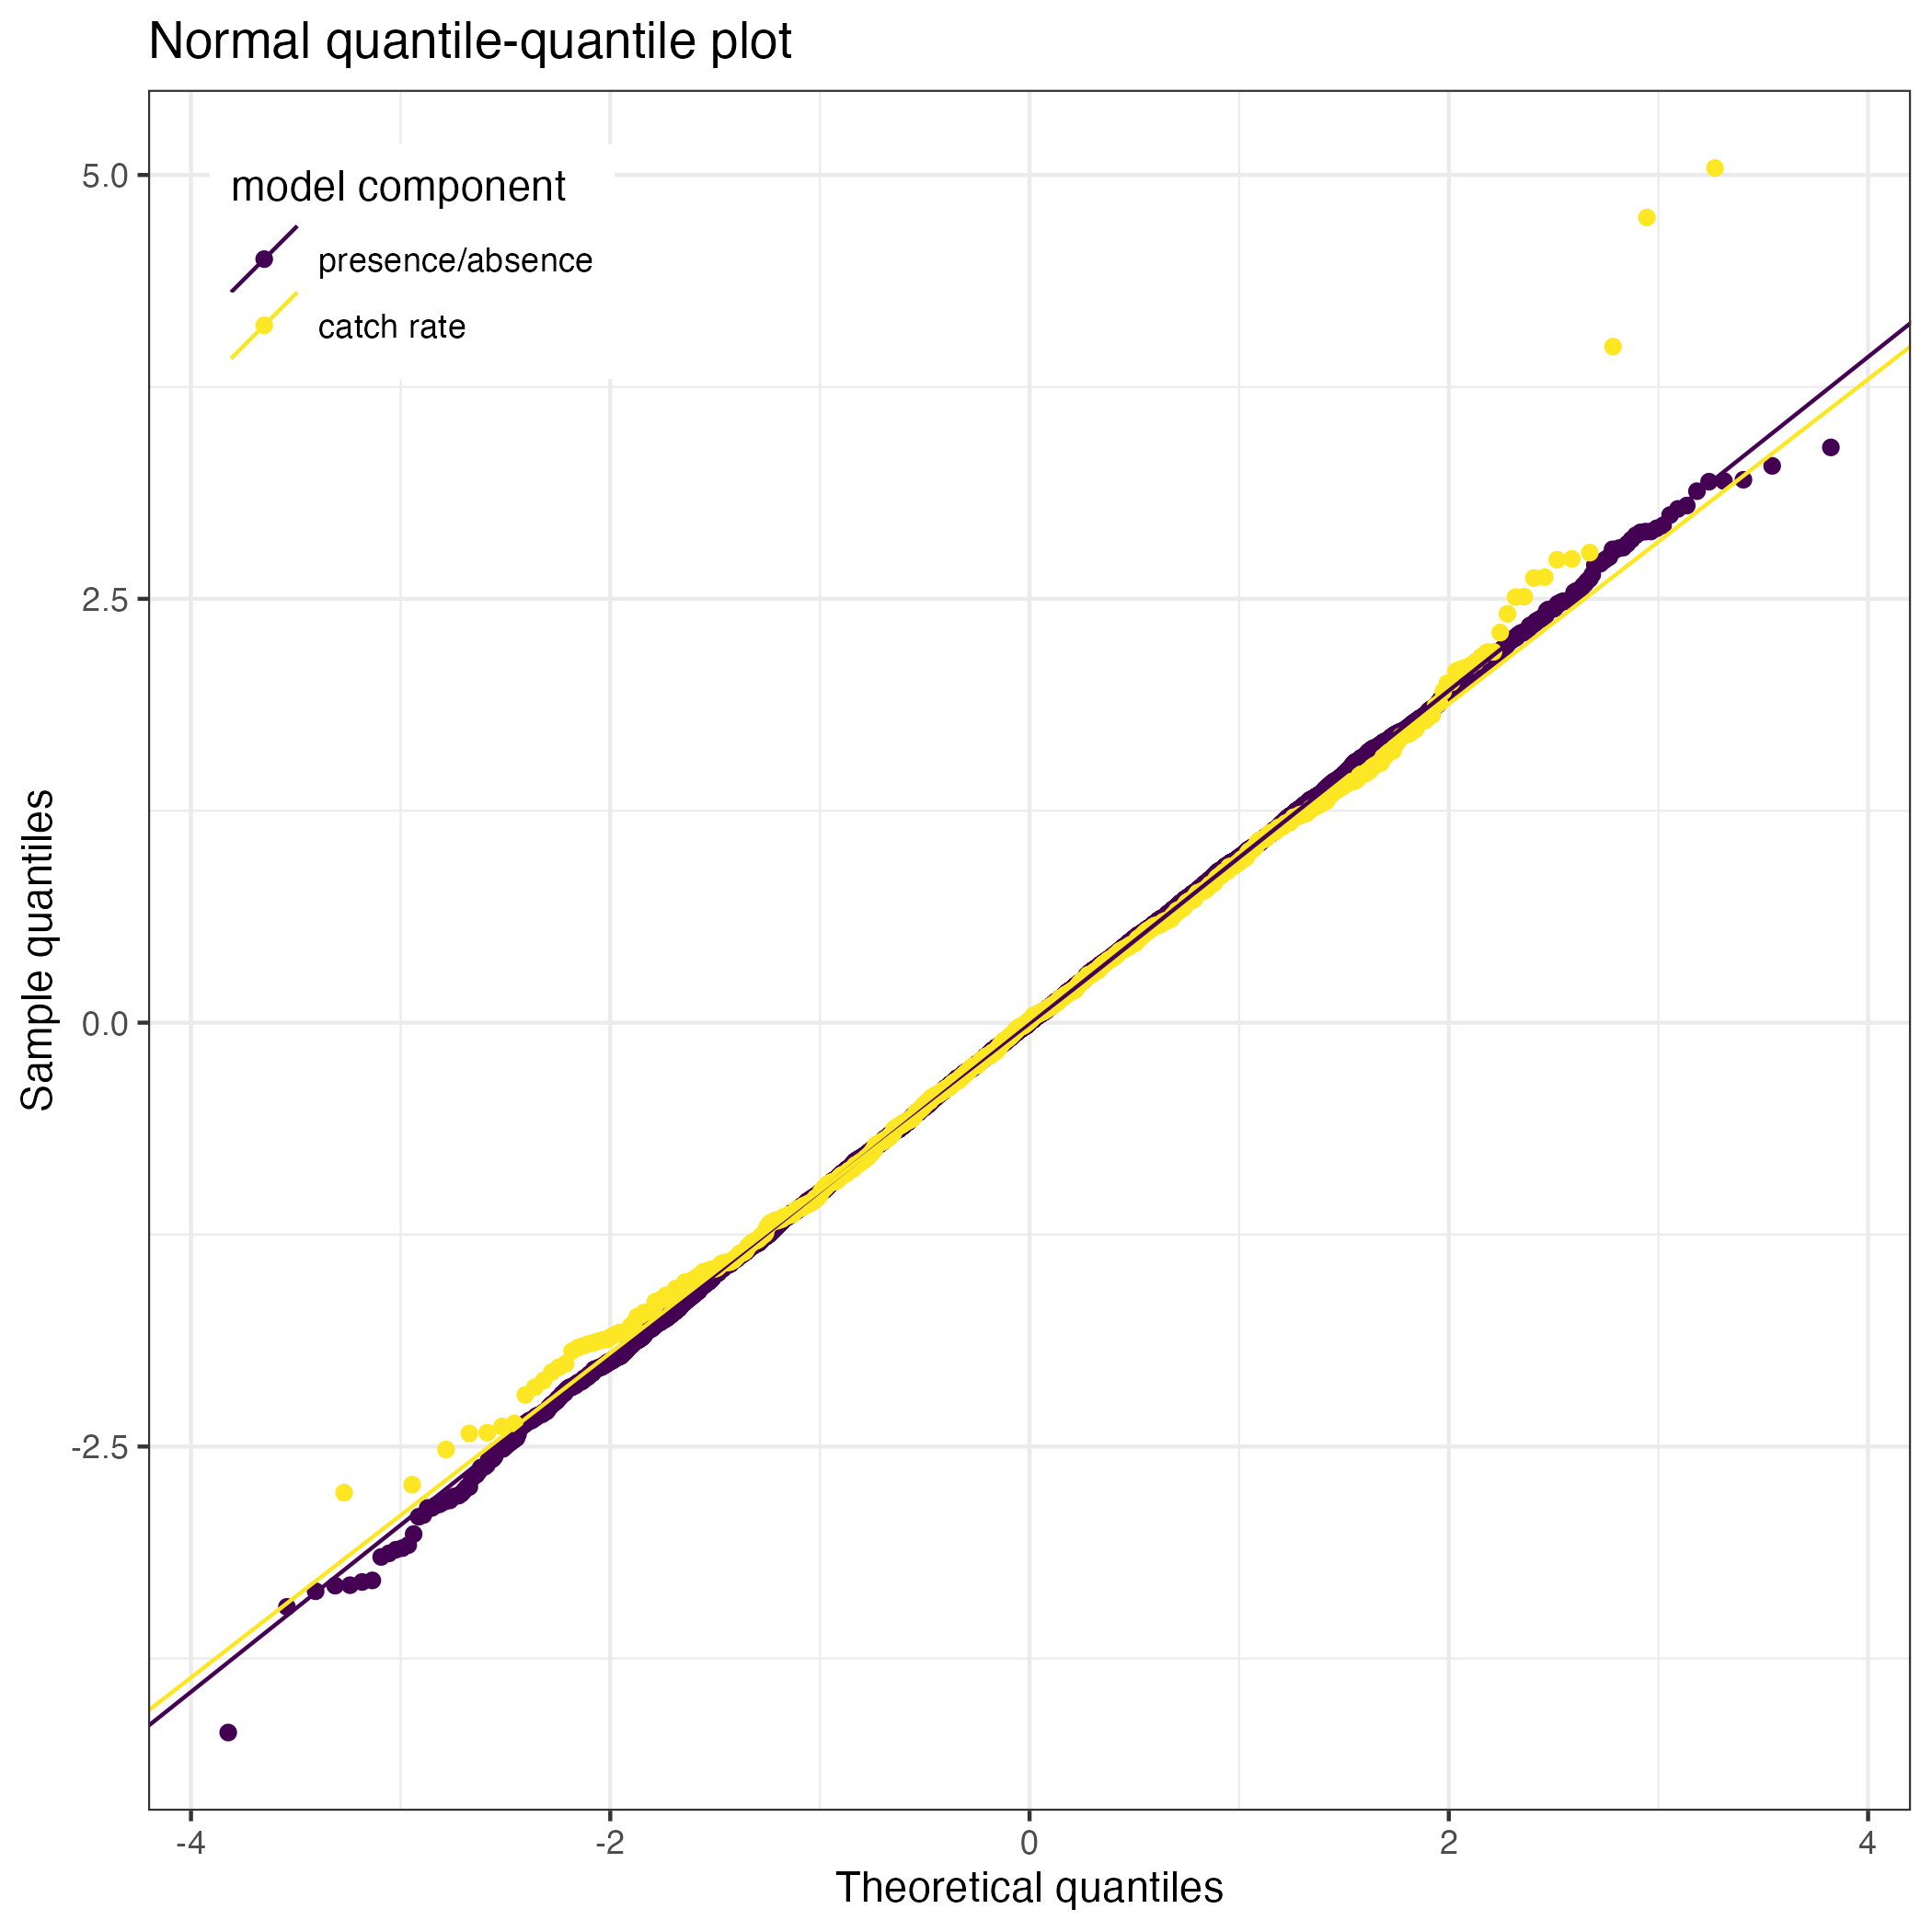 Normal quantile-quantile plot
model component
presence/absence
catch rate
5.0
2.5
0.0
-2.5
Sample quantiles
-4
-2
0
2
4
Theoretical quantiles